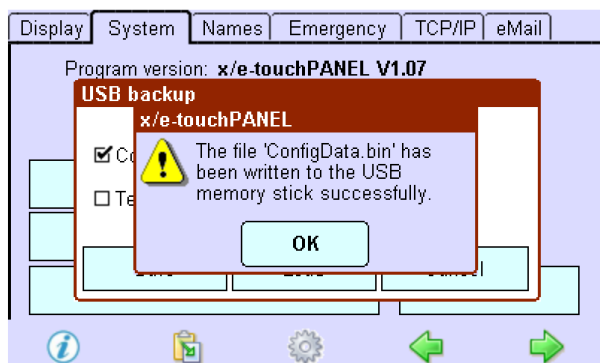 Display System Names Emergency TCP/IP eMail
Program version: x/e-touchPANEL V1.07
USB backup
x/e-touchPANEL
The file 'ConfigData.bin' has
been written to the USB
memory stick successfully.
OK